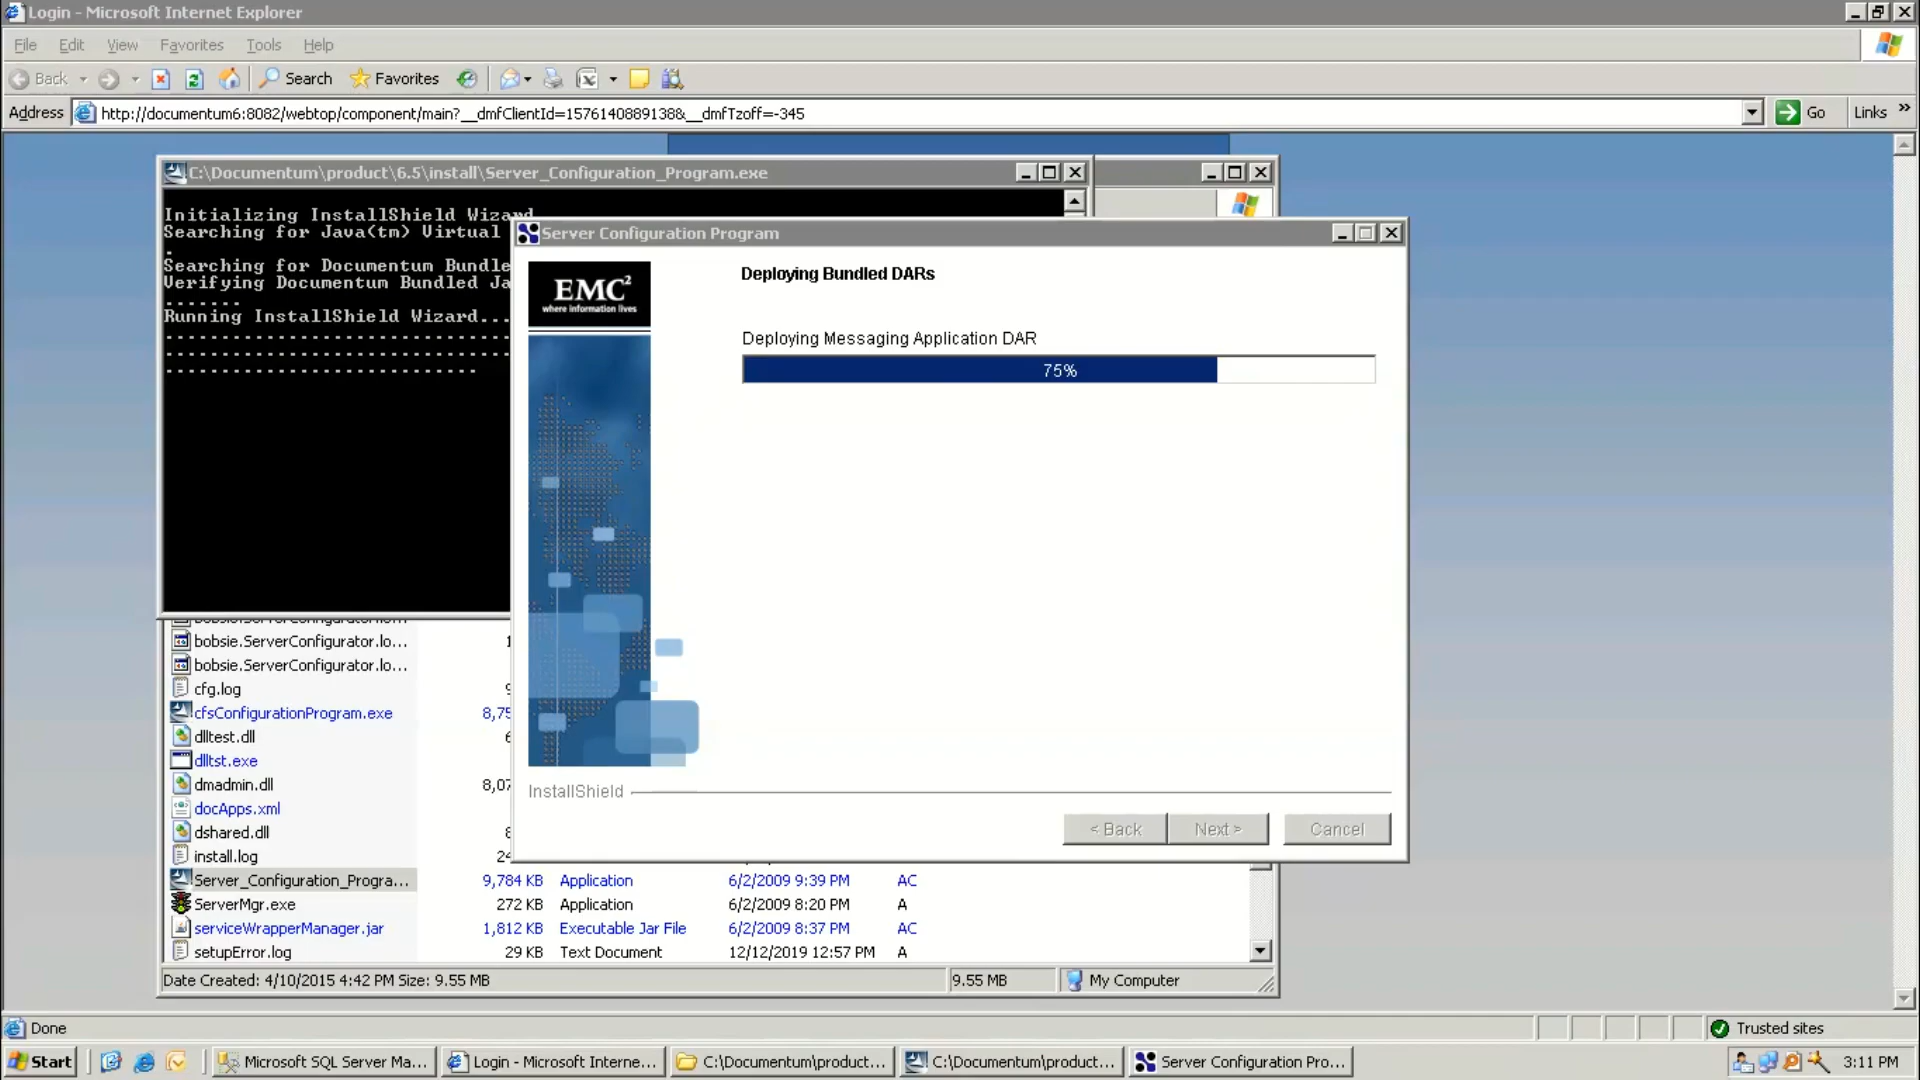 Login - Microsoft Internet Explorer
File Edit View Favorites Tools Help
Back Search Favorites
Address http://documentum6:8082/webtop/component/main?__dmfClientId=1576140889138&__dmfTzoff=-345 Go Links »
C:\Documentum\product\6.5\install\Server_Configuration_Program.exe
Initializing InstallShield Wizard
Searching for Java(tm) Virtual
.
Searching for Documentum Bundle
Verifying Documentum Bundled Ja
.......
Running InstallShield Wizard...
Server Configuration Program
EMC²
where information lives
Deploying Bundled DARs
Deploying Messaging Application DAR
75%
InstallShield
< Back Next > Cancel
bobsie.ServerConfigurator.lo...
bobsie.ServerConfigurator.lo...
cfg.log
cfsConfigurationProgram.exe 8,75
dlltest.dll
dlltst.exe
dmadmin.dll 8,07
docApps.xml
dshared.dll
install.log 24
Server_Configuration_Progra... 9,784 KB Application 6/2/2009 9:39 PM AC
ServerMgr.exe 272 KB Application 6/2/2009 8:20 PM A
serviceWrapperManager.jar 1,812 KB Executable Jar File 6/2/2009 8:37 PM AC
setupError.log 29 KB Text Document 12/12/2019 12:57 PM A
Date Created: 4/10/2015 4:42 PM Size: 9.55 MB 9.55 MB My Computer
Done Trusted sites
Start Microsoft SQL Server Ma... Login - Microsoft Interne... C:\Documentum\product... C:\Documentum\product... Server Configuration Pro... 3:11 PM